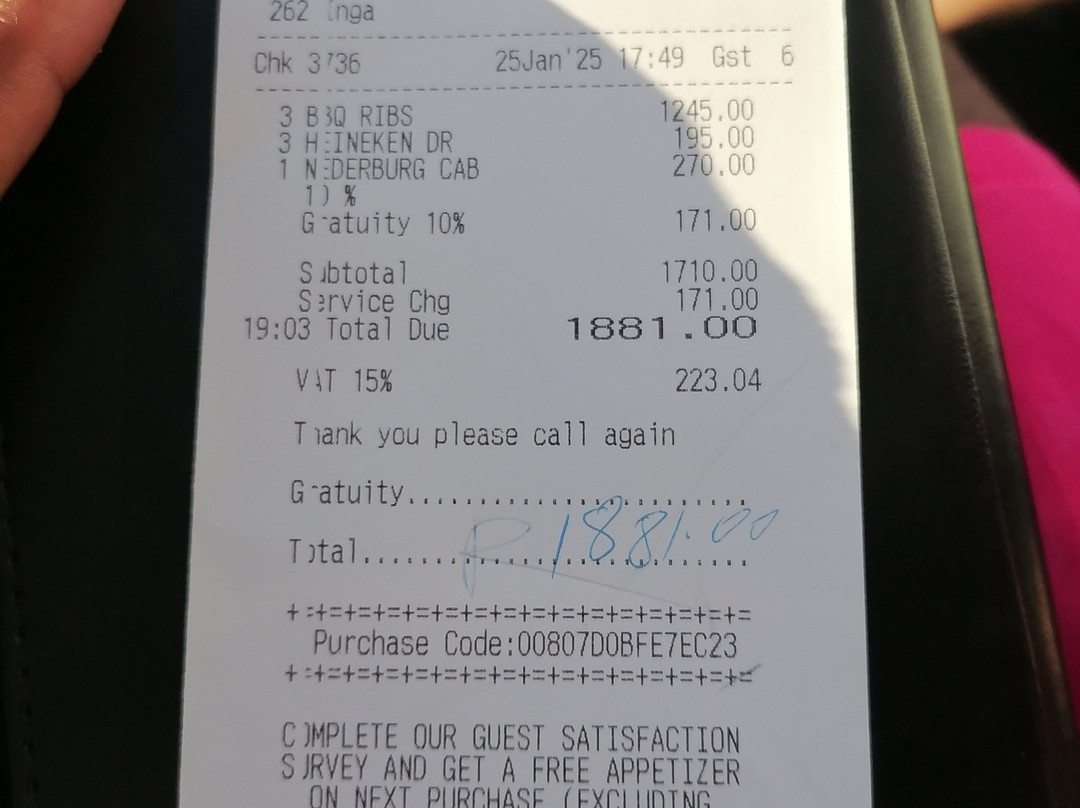 262 Inga
Chk 3736 25Jan'25 17:49 Gst 6
3 BBQ RIBS 1245.00
3 HEINEKEN DR 195.00
1 NEDERBURG CAB 270.00
10 %
Gratuity 10% 171.00
Subtotal 1710.00
Service Chg 171.00
19:03 Total Due 1881.00
VAT 15% 223.04
Thank you please call again
Gratuity........................
Total........................... R 1881.00
+=+=+=+=+=+=+=+=+=+=+=+=+=+=+=+=
Purchase Code:00807D0BFE7EC23
+=+=+=+=+=+=+=+=+=+=+=+=+=+=+=+=
COMPLETE OUR GUEST SATISFACTION
SURVEY AND GET A FREE APPETIZER
ON NEXT PURCHASE (EXCLUDING